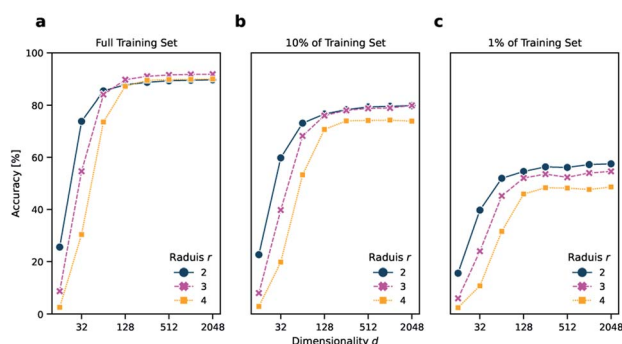 a
b
c
Full Training Set
10% of Training Set
1% of Training Set
Accuracy [%]
100
80
60
40
20
0
Raduis r
2
3
4
Raduis r
2
3
4
Raduis r
2
3
4
32 128 512 2048
32 128 512 2048
32 128 512 2048
Dimensionality d